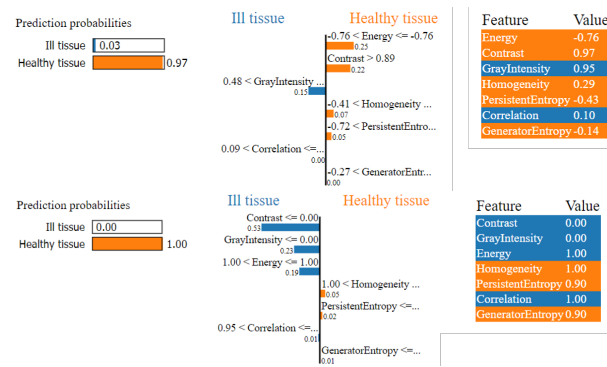 Prediction probabilities
Ill tissue 0.03
Healthy tissue 0.97
Ill tissue Healthy tissue
-0.76 < Energy <= -0.76
0.25
Contrast > 0.89
0.22
0.48 < GrayIntensity ...
0.15
-0.41 < Homogeneity ...
0.07
-0.72 < PersistentEntro...
0.05
0.09 < Correlation <=...
0.00
-0.27 < GeneratorEntr...
0.00
Feature Value
Energy -0.76
Contrast 0.97
GrayIntensity 0.95
Homogeneity 0.29
PersistentEntropy -0.43
Correlation 0.10
GeneratorEntropy -0.14
Prediction probabilities
Ill tissue 0.00
Healthy tissue 1.00
Ill tissue Healthy tissue
Contrast <= 0.00
0.53
GrayIntensity <= 0.00
0.23
1.00 < Energy <= 1.00
0.19
1.00 < Homogeneity ...
0.05
PersistentEntropy <=...
0.02
0.95 < Correlation <=...
0.01
GeneratorEntropy <=...
0.01
Feature Value
Contrast 0.00
GrayIntensity 0.00
Energy 1.00
Homogeneity 1.00
PersistentEntropy 0.90
Correlation 1.00
GeneratorEntropy 0.90